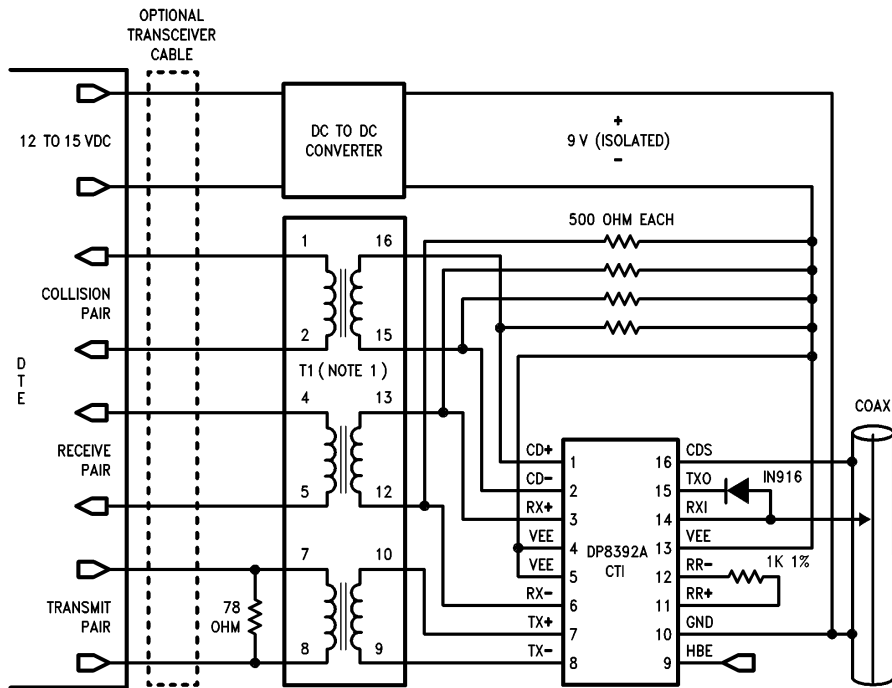 OPTIONAL
TRANSCEIVER
CABLE
12 TO 15 VDC
DC TO DC
CONVERTER
+
9 V (ISOLATED)
-
500 OHM EACH
1
16
COLLISION
PAIR
2
15
T1 ( NOTE 1 )
D
T
E
4
13
RECEIVE
PAIR
5
12
7
10
TRANSMIT
PAIR
78
OHM
8
9
COAX
CD+
1
16
CDS
CD-
2
15
TXO
IN916
RX+
3
14
RXI
VEE
4
DP8392A
CTI
13
VEE
VEE
5
12
RR-
1K 1%
RX-
6
11
RR+
TX+
7
10
GND
TX-
8
9
HBE